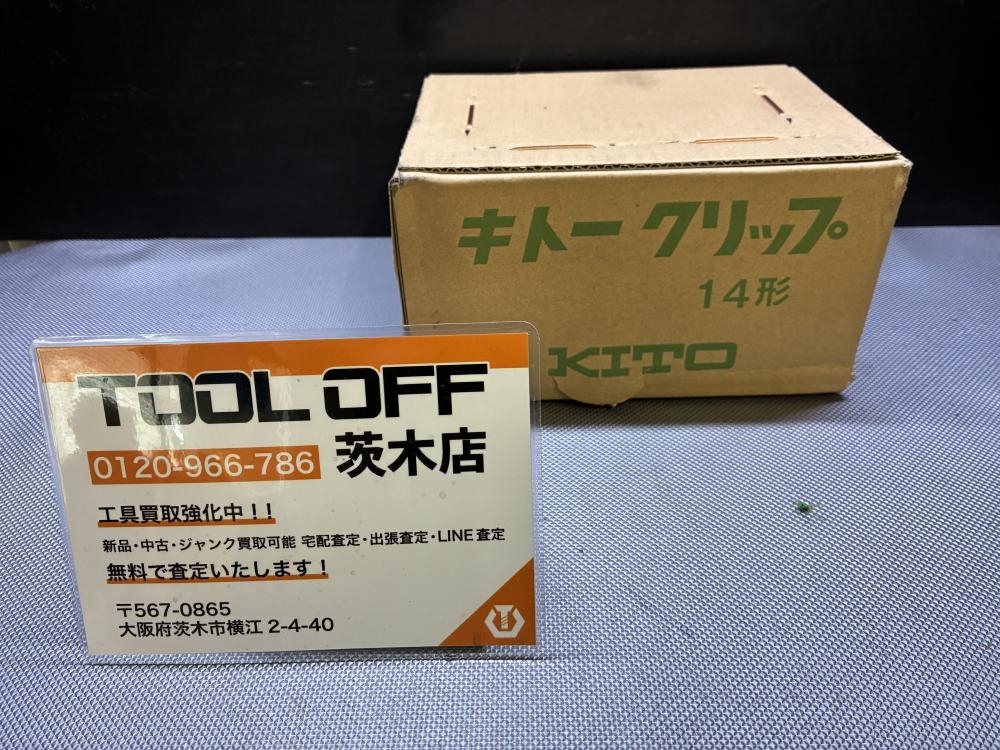 キトークリップ
14形
KITO
TOOL OFF
0120-966-786 茨木店
工具買取強化中!!
新品・中古・ジャンク買取可能 宅配査定・出張査定・LINE査定
無料で査定いたします!
〒567-0865
大阪府茨木市横江 2-4-40